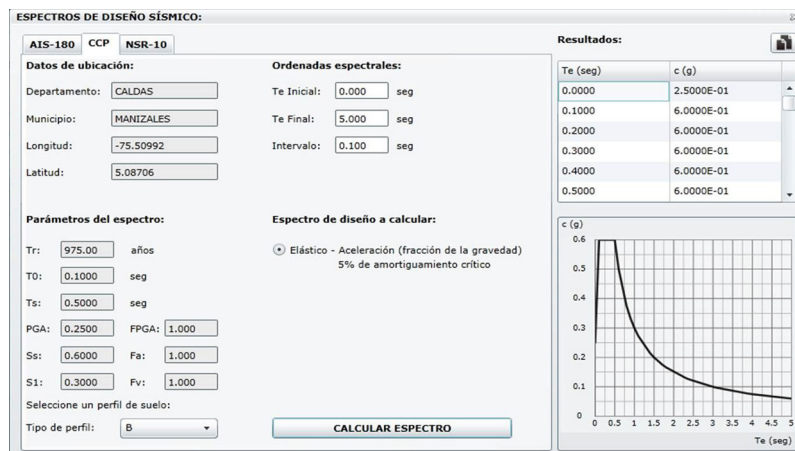 ESPECTROS DE DISEÑO SÍSMICO:
AIS-180 CCP NSR-10
Datos de ubicación:
Departamento: CALDAS
Municipio: MANIZALES
Longitud: -75.50992
Latitud: 5.08706
Ordenadas espectrales:
Te Inicial: 0.000 seg
Te Final: 5.000 seg
Intervalo: 0.100 seg
Parámetros del espectro:
Tr: 975.00 años
T0: 0.1000 seg
Ts: 0.5000 seg
PGA: 0.2500 FPGA: 1.000
Ss: 0.6000 Fa: 1.000
S1: 0.3000 Fv: 1.000
Seleccione un perfil de suelo:
Tipo de perfil: B
Espectro de diseño a calcular:
Elástico - Aceleración (fracción de la gravedad)
5% de amortiguamiento crítico
CALCULAR ESPECTRO
Resultados:
Te (seg) c (g)
0.0000 2.5000E-01
0.1000 6.0000E-01
0.2000 6.0000E-01
0.3000 6.0000E-01
0.4000 6.0000E-01
0.5000 6.0000E-01
c (g)
0.6
0.5
0.4
0.3
0.2
0.1
0
0 0.5 1 1.5 2 2.5 3 3.5 4 4.5 5
Te (seg)